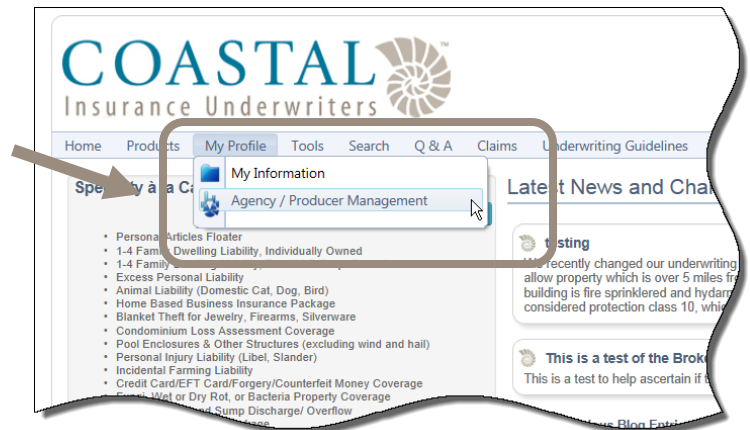 COASTAL™
Insurance Underwriters
Home Products My Profile Tools Search Q & A Claims Underwriting Guidelines
My Information
Agency / Producer Management
Latest News and
• Personal Articles Floater
• 1-4 Family Dwelling Liability, Individually Owned
• 1-4 Family
• Excess Personal Liability
• Animal Liability (Domestic Cat, Dog, Bird)
• Home Based Business Insurance Package
• Blanket Theft for Jewelry, Firearms, Silverware
• Condominium Loss Assessment Coverage
• Pool Enclosures & Other Structures (excluding wind and hail)
• Personal Injury Liability (Libel, Slander)
• Incidental Farming Liability
• Credit Card/EFT Card/Forgery/Counterfeit Money Coverage
Wet or Dry Rot, or Bacteria Property Coverage
Sump Discharge/ Overflow
testing
We recently changed our underwriting
allow property which is over 5 miles
building is fire sprinklered and
considered protection class 10,
This is a test of the
This is a test to help ascertain if
Blog